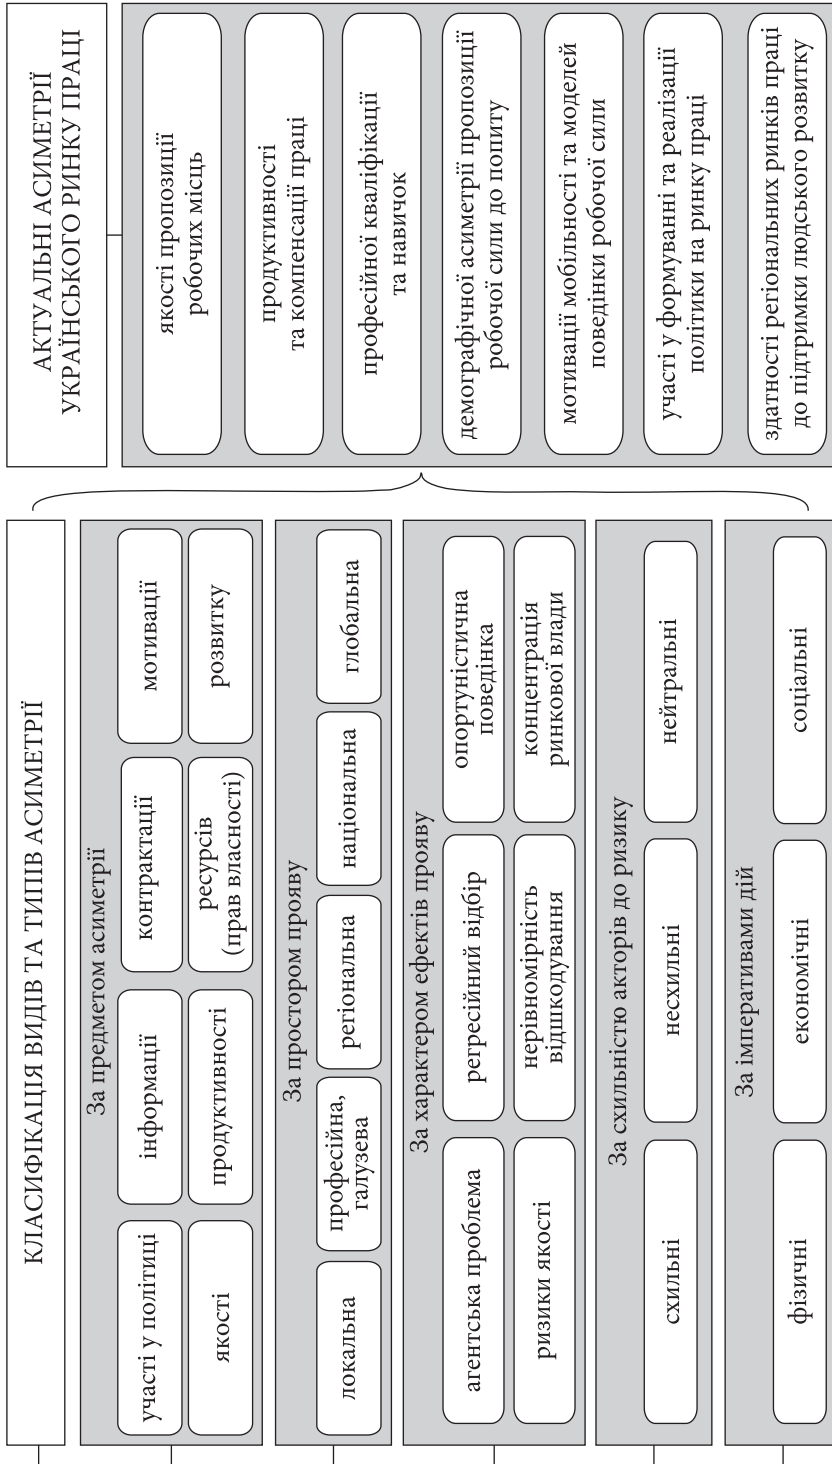 КЛАСИФІКАЦІЯ ВИДІВ ТА ТИПІВ АСИМЕТРІЇ
За предметом асиметрії
участі у політиці
інформації
контрактації
мотивації
якості
продуктивності
ресурсів
(прав власності)
розвитку
За простором прояву
локальна
професійна,
галузева
регіональна
національна
глобальна
За характером ефектів прояву
агентська проблема
регресійний відбір
опортуністична
поведінка
ризики якості
нерівномірність
відшкодування
концентрація
ринкової влади
За схильністю акторів до ризику
схильні
несхильні
нейтральні
За імперативами дій
фізичні
економічні
соціальні
АКТУАЛЬНІ АСИМЕТРІЇ
УКРАЇНСЬКОГО РИНКУ ПРАЦІ
якості пропозиції
робочих місць
продуктивності
та компенсації праці
професійної кваліфікації
та навичок
демографічної асиметрії пропозиції
робочої сили до попиту
мотивації мобільності та моделей
поведінки робочої сили
участі у формуванні та реалізації
політики на ринку праці
здатності регіональних ринків праці
до підтримки людського розвитку